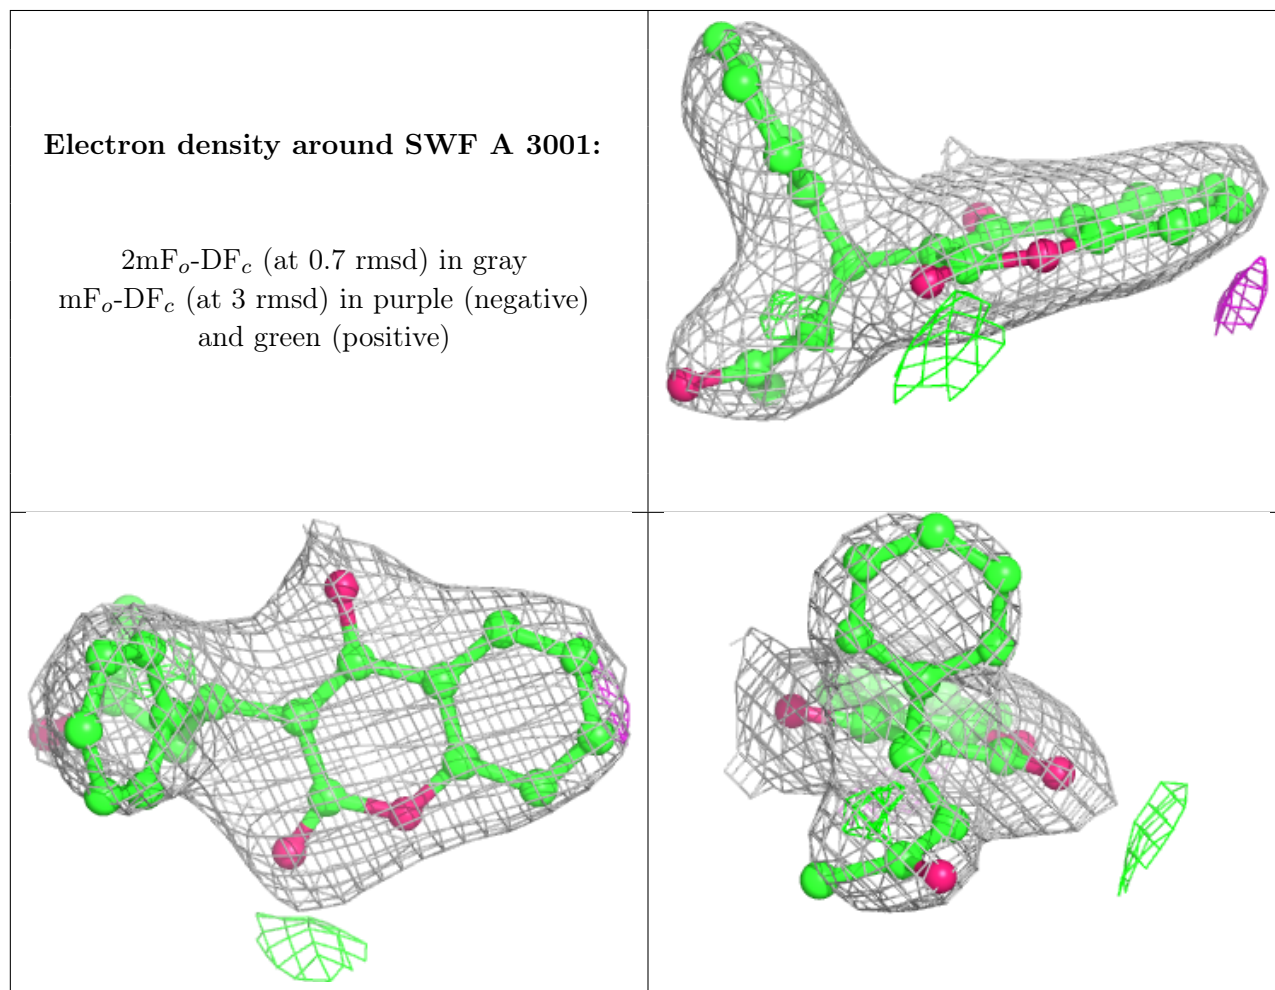 Electron density around SWF A 3001:
2mFo-DFc (at 0.7 rmsd) in gray
mFo-DFc (at 3 rmsd) in purple (negative)
and green (positive)